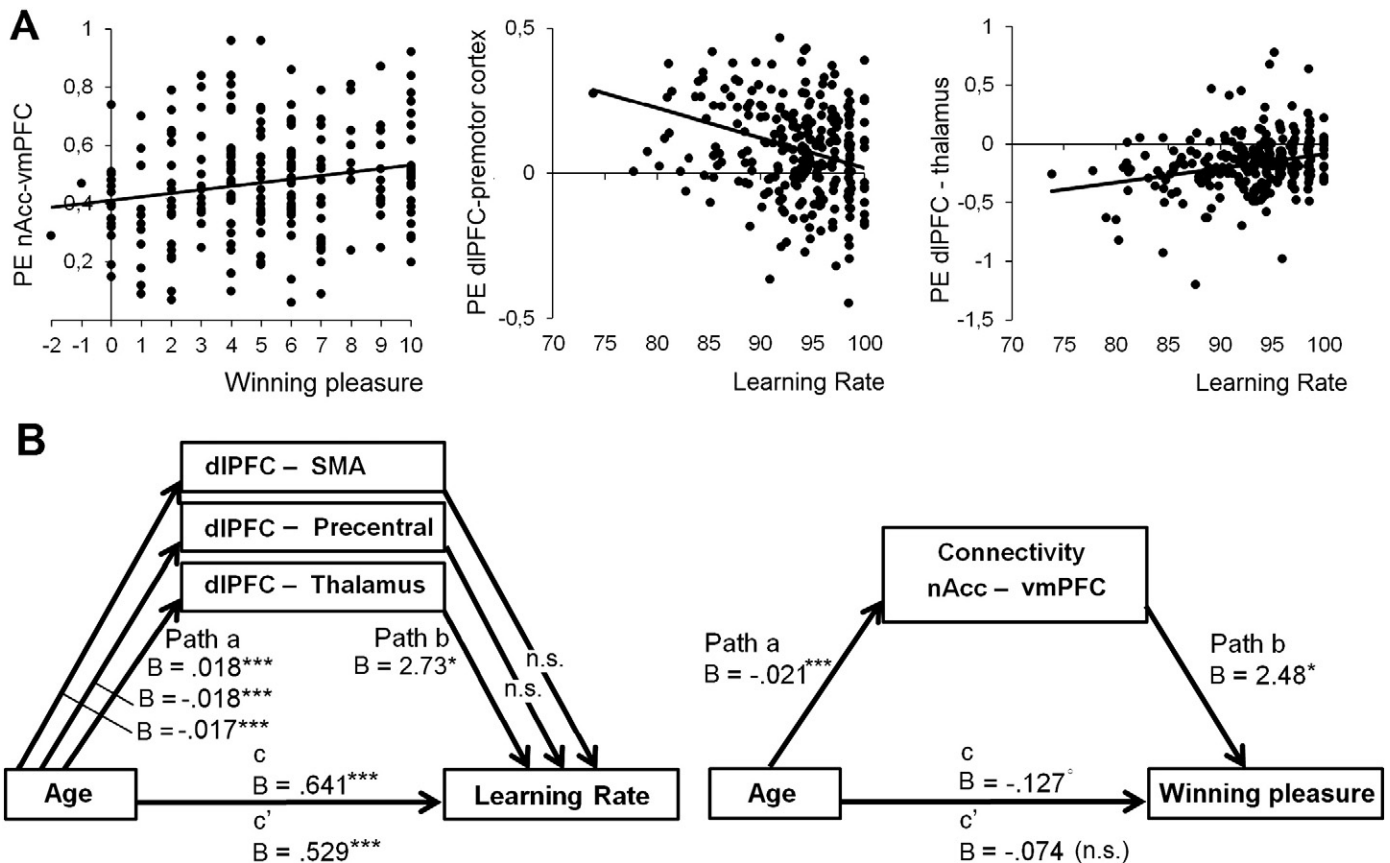 A
PE nAcc-vmPFC
1
0.8
0.6
0.4
0,2
-2 -1 0 1 2 3 4 5 6 7 8 9 10
Winning pleasure
PE dlPFC-premotor cortex
0,5
0
-0,5
70 75 80 85 90 95 100
Learning Rate
PE dlPFC - thalamus
1
0,5
0
-0,5
-1
-1,5
70 75 80 85 90 95 100
Learning Rate
B
dlPFC – SMA
dlPFC – Precentral
dlPFC – Thalamus
Path a
B = .018***
B = -.018***
B = -.017***
Path b
B = 2.73*
n.s.
n.s.
Age
c
B = .641***
c'
B = .529***
Learning Rate
Connectivity
nAcc – vmPFC
Path a
B = -.021***
Path b
B = 2.48*
Age
c
B = -.127°
c'
B = -.074 (n.s.)
Winning pleasure